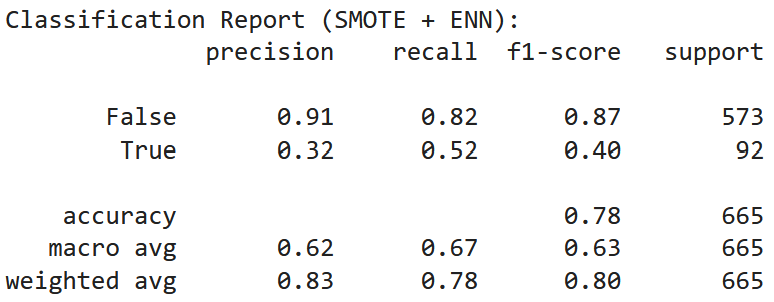 Classification Report (SMOTE + ENN):
precision recall f1-score support
False 0.91 0.82 0.87 573
True 0.32 0.52 0.40 92
accuracy 0.78 665
macro avg 0.62 0.67 0.63 665
weighted avg 0.83 0.78 0.80 665